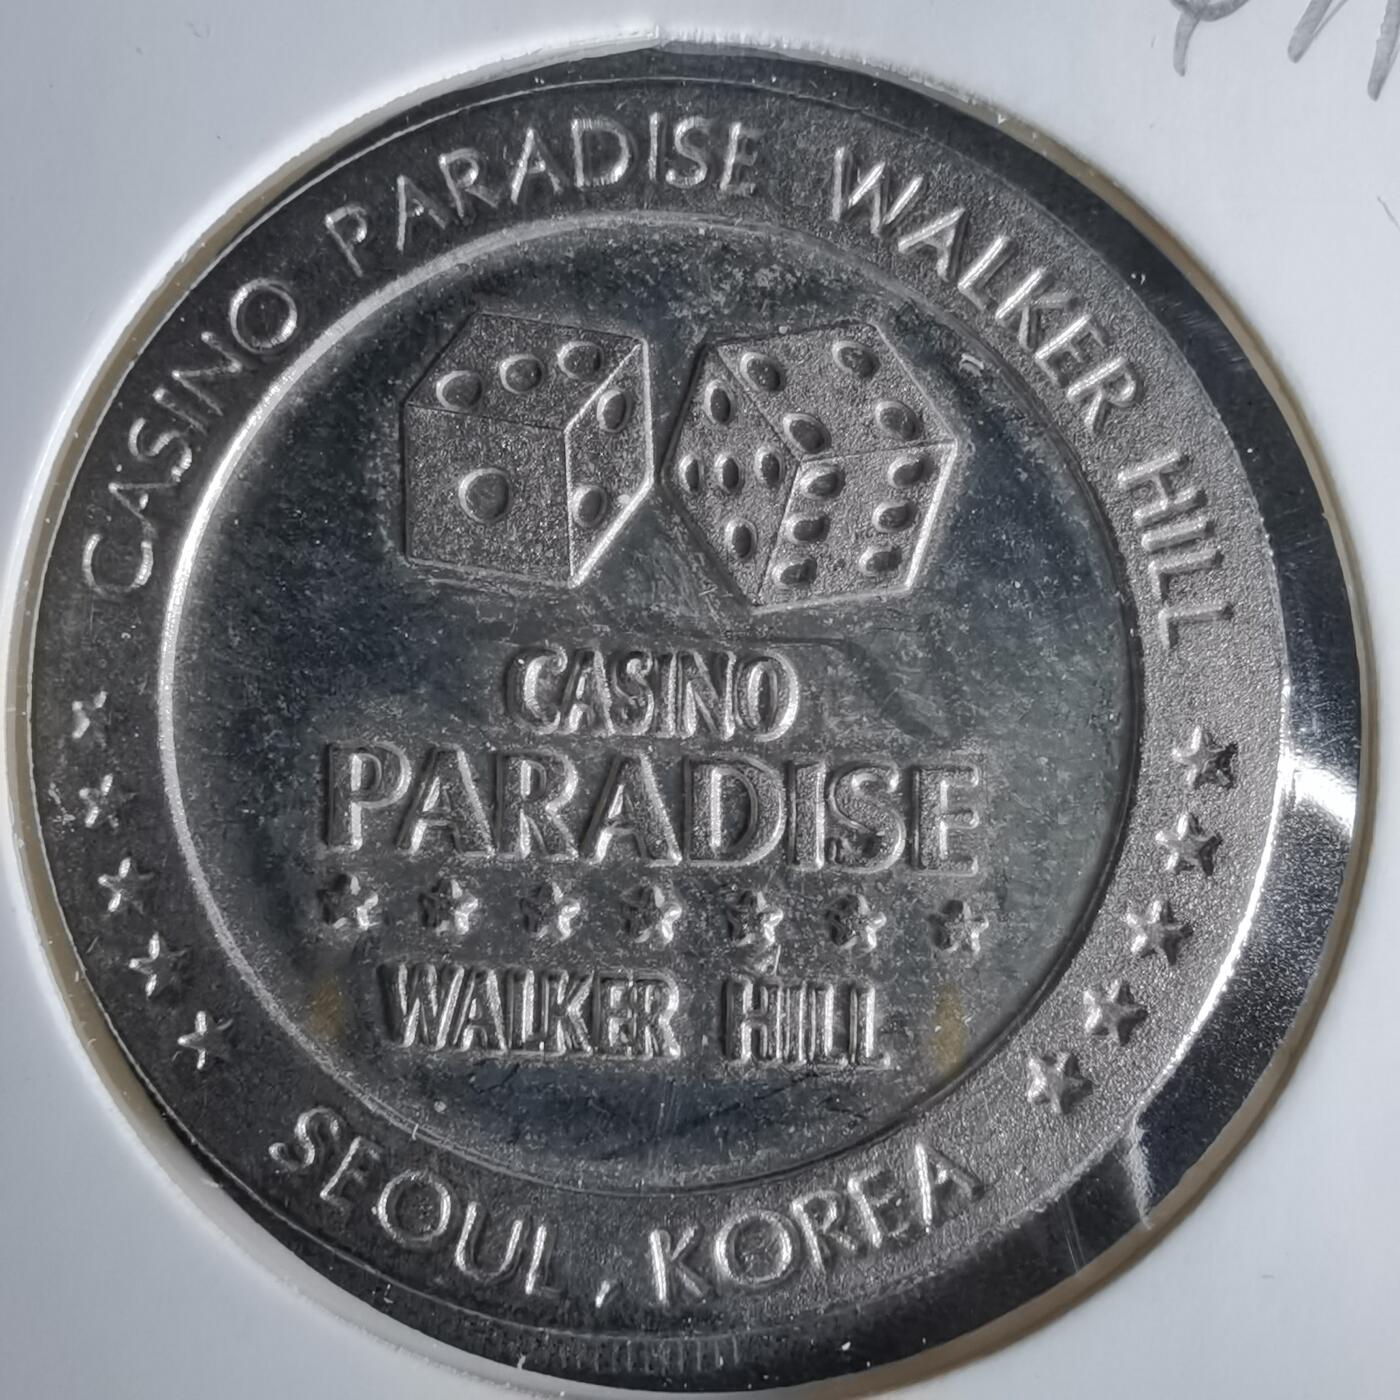 CASINO PARADISE WALKER HILL
CASINO
PARADISE
WALKER HILL
SEOUL, KOREA